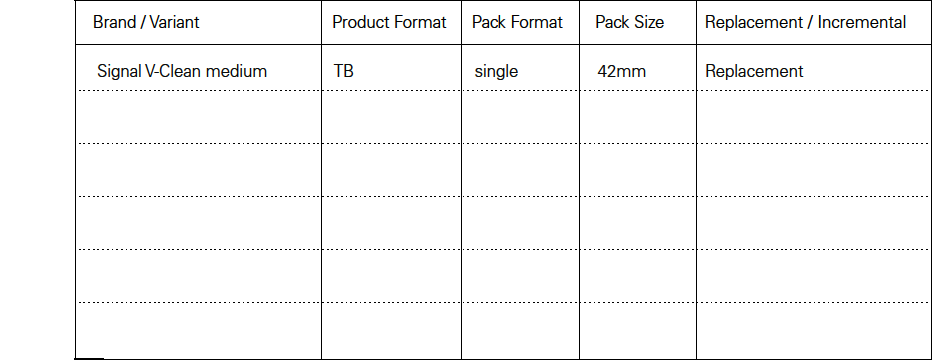 Brand / Variant Product Format Pack Format Pack Size Replacement / Incremental
Signal V-Clean medium TB single 42mm Replacement